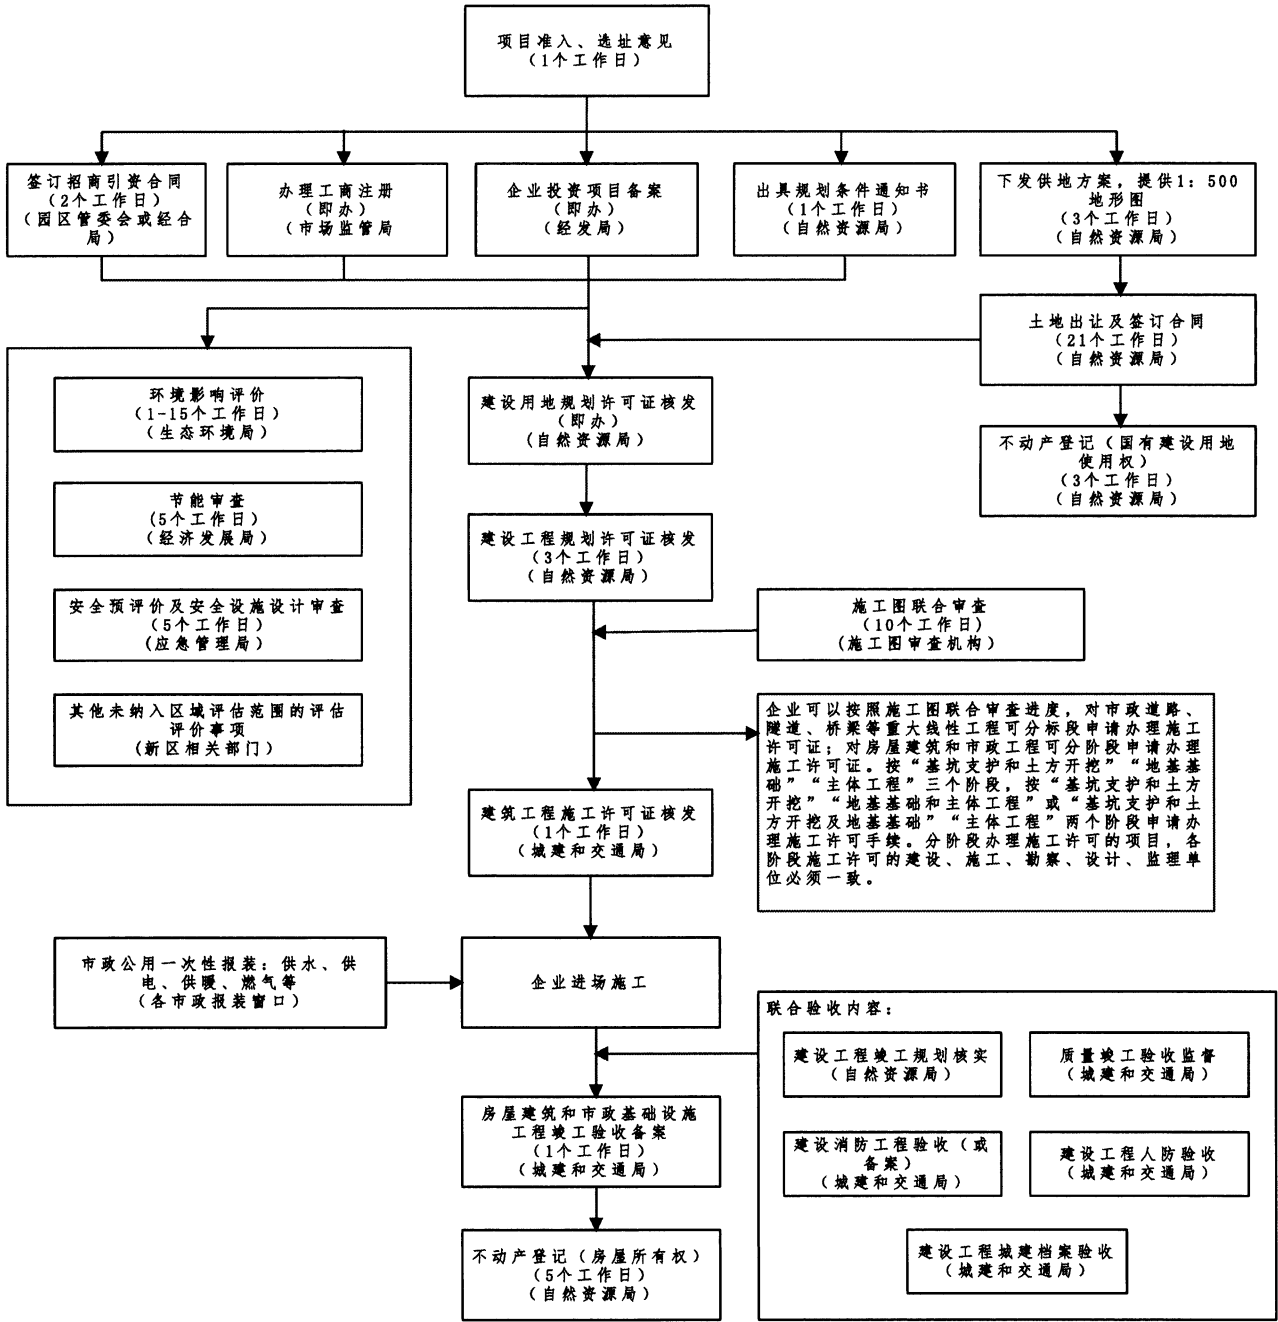 项目准入、选址意见
（1个工作日）
签订招商引资合同
（2个工作日）
（园区管委会或经合
局）
办理工商注册
（即办）
（市场监管局
企业投资项目备案
（即办）
（经发局）
出具规划条件通知书
（1个工作日）
（自然资源局）
下发供地方案，提供1：500
地形图
（3个工作日）
（自然资源局）
土地出让及签订合同
（21个工作日）
（自然资源局）
环境影响评价
（1-15个工作日）
（生态环境局）
建设用地规划许可证核发
（即办）
（自然资源局）
不动产登记（国有建设用地
使用权）
（3个工作日）
（自然资源局）
节能审查
（5个工作日）
（经济发展局）
建设工程规划许可证核发
（3个工作日）
（自然资源局）
安全预评价及安全设施设计审查
（5个工作日）
（应急管理局）
施工图联合审查
（10个工作日）
（施工图审查机构）
其他未纳入区域评估范围的评估
评价事项
（新区相关部门）
企业可以按照施工图联合审查进度，对市政道路、
隧道、桥梁等重大线性工程可分标段申请办理施工
许可证；对房屋建筑和市政工程可分阶段申请办理
施工许可证。按“基坑支护和土方开挖”“地基基
础”“主体工程”三个阶段，按“基坑支护和土方
开挖”“地基基础和主体工程”或“基坑支护和土
方开挖及地基基础”“主体工程”两个阶段申请办
理施工许可手续。分阶段办理施工许可的项目，各
阶段施工许可的建设、施工、勘察、设计、监理单
位必须一致。
建筑工程施工许可证核发
（1个工作日）
（城建和交通局）
市政公用一次性报装：供水、供
电、供暖、燃气等
（各市政报装窗口）
企业进场施工
联合验收内容：
建设工程竣工规划核实
（自然资源局）
质量竣工验收监督
（城建和交通局）
房屋建筑和市政基础设施
工程竣工验收备案
（1个工作日）
（城建和交通局）
建设消防工程验收（或
备案）
（城建和交通局）
建设工程人防验收
（城建和交通局）
不动产登记（房屋所有权）
（5个工作日）
（自然资源局）
建设工程城建档案验收
（城建和交通局）